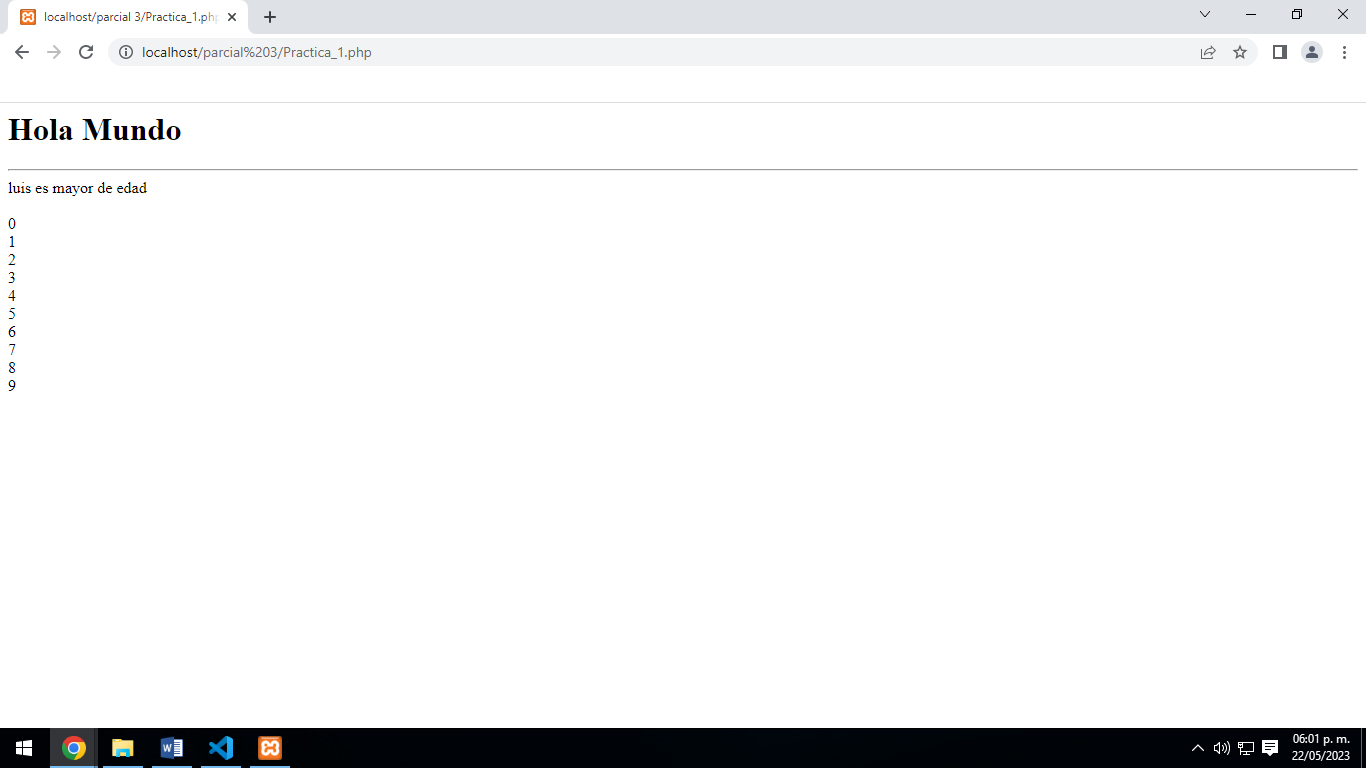 localhost/parcial 3/Practica_1.php
localhost/parcial%203/Practica_1.php
Hola Mundo
luis es mayor de edad
0
1
2
3
4
5
6
7
8
9
06:01 p. m.
22/05/2023